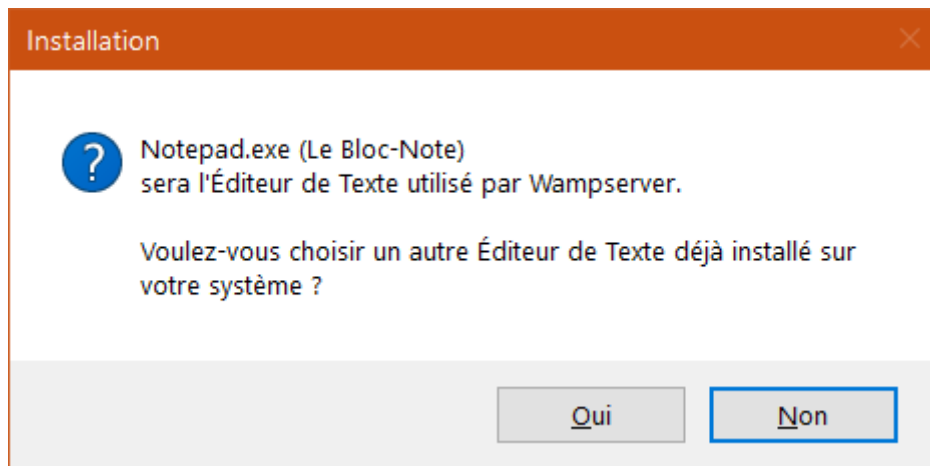 Installation
Notepad.exe (Le Bloc-Note)
sera l'Éditeur de Texte utilisé par Wampserver.
Voulez-vous choisir un autre Éditeur de Texte déjà installé sur
votre système ?
Oui
Non